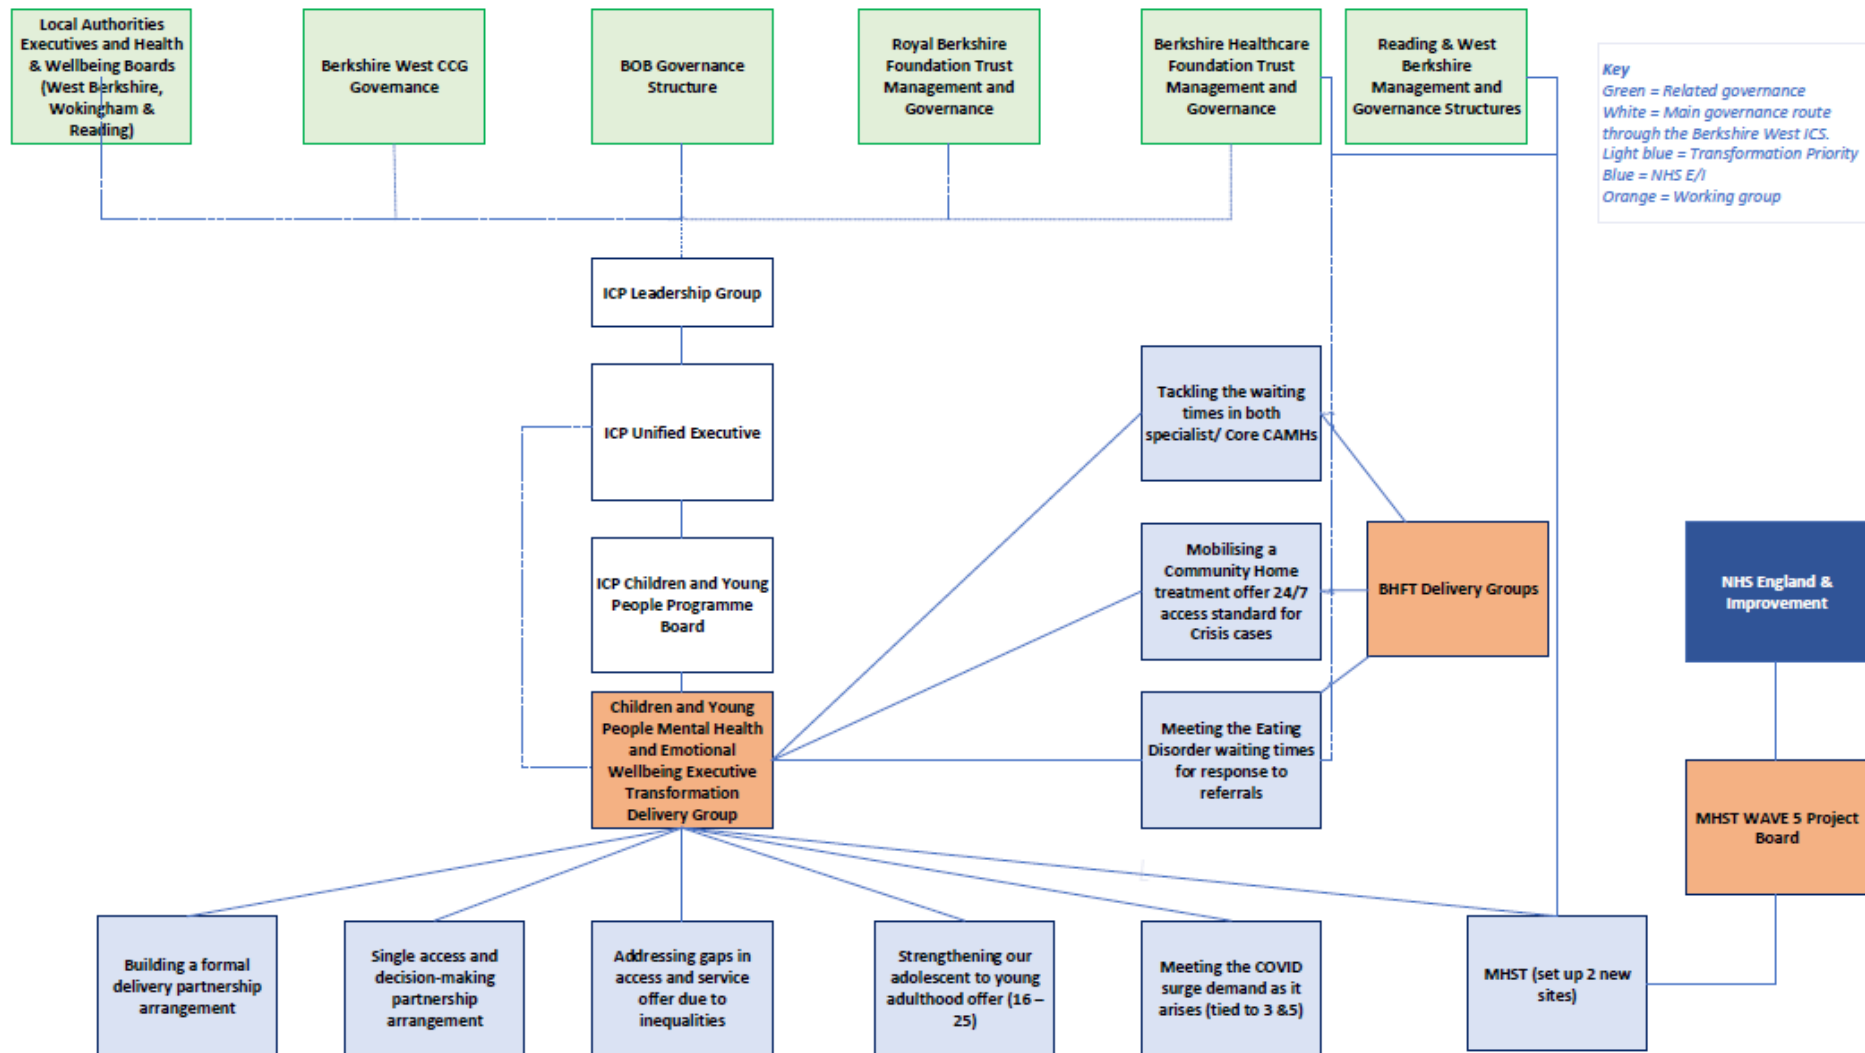 Local Authorities
Executives and Health
& Wellbeing Boards
(West Berkshire,
Wokingham &
Reading)
Berkshire West CCG
Governance
BOB Governance
Structure
Royal Berkshire
Foundation Trust
Management and
Governance
Berkshire Healthcare
Foundation Trust
Management and
Governance
Reading & West
Berkshire
Management and
Governance Structures
Key
Green = Related governance
White = Main governance route
through the Berkshire West ICS.
Light blue = Transformation Priority
Blue = NHS E/I
Orange = Working group
ICP Leadership Group
ICP Unified Executive
ICP Children and Young
People Programme
Board
Children and Young
People Mental Health
and Emotional
Wellbeing Executive
Transformation
Delivery Group
Tackling the waiting
times in both
specialist/ Core CAMHs
Mobilising a
Community Home
treatment offer 24/7
access standard for
Crisis cases
Meeting the Eating
Disorder waiting times
for response to
referrals
BHFT Delivery Groups
NHS England &
Improvement
MHST WAVE 5 Project
Board
Building a formal
delivery partnership
arrangement
Single access and
decision-making
partnership
arrangement
Addressing gaps in
access and service
offer due to
inequalities
Strengthening our
adolescent to young
adulthood offer (16 –
25)
Meeting the COVID
surge demand as it
arises (tied to 3 &5)
MHST (set up 2 new
sites)